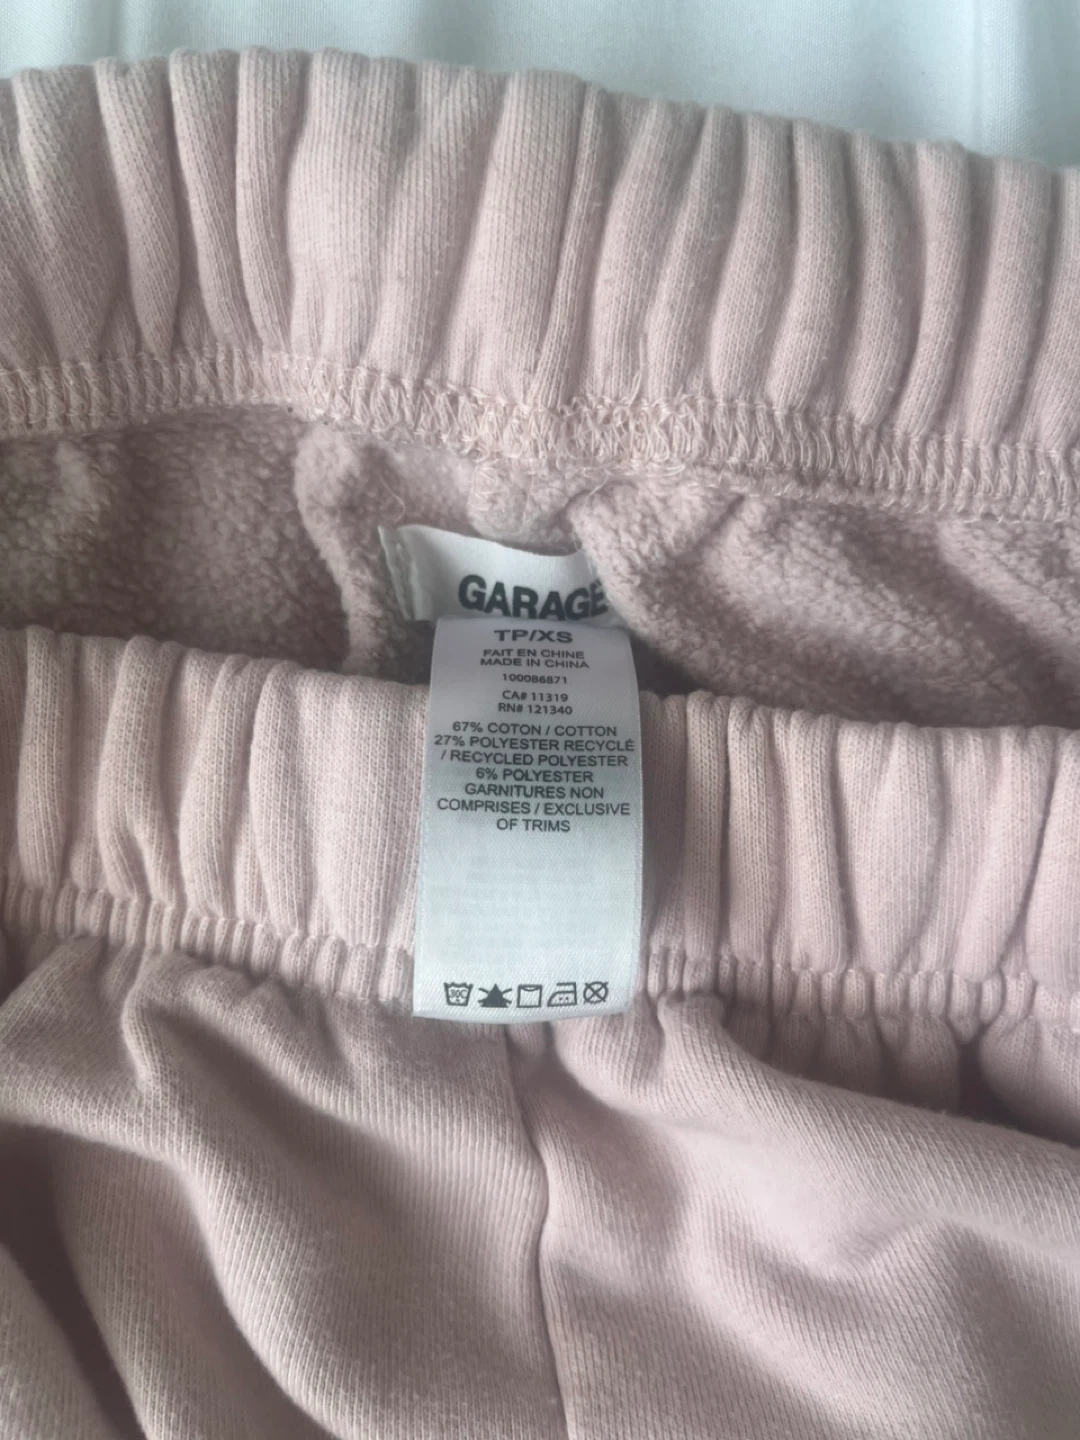 GARAGE
TP/XS
FAIT EN CHINE
MADE IN CHINA
100086871
CA# 11319
RN# 121340
67% COTON / COTTON
27% POLYESTER RECYCLÉ
/ RECYCLED POLYESTER
6% POLYESTER
GARNITURES NON
COMPRISES / EXCLUSIVE
OF TRIMS
30C